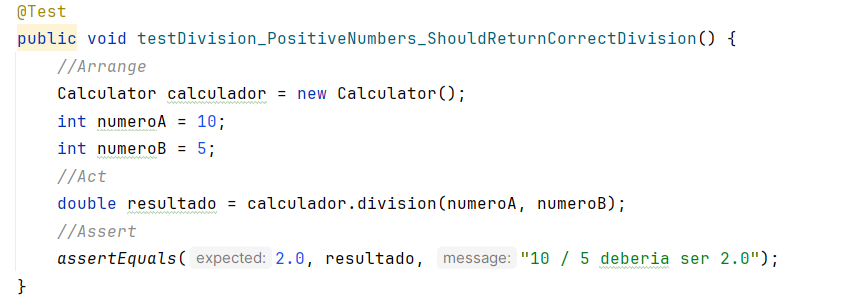 @Test
public void testDivision_PositiveNumbers_ShouldReturnCorrectDivision() {
//Arrange
Calculator calculador = new Calculator();
int numeroA = 10;
int numeroB = 5;
//Act
double resultado = calculador.division(numeroA, numeroB);
//Assert
assertEquals( expected: 2.0, resultado, message: "10 / 5 deberia ser 2.0");
}